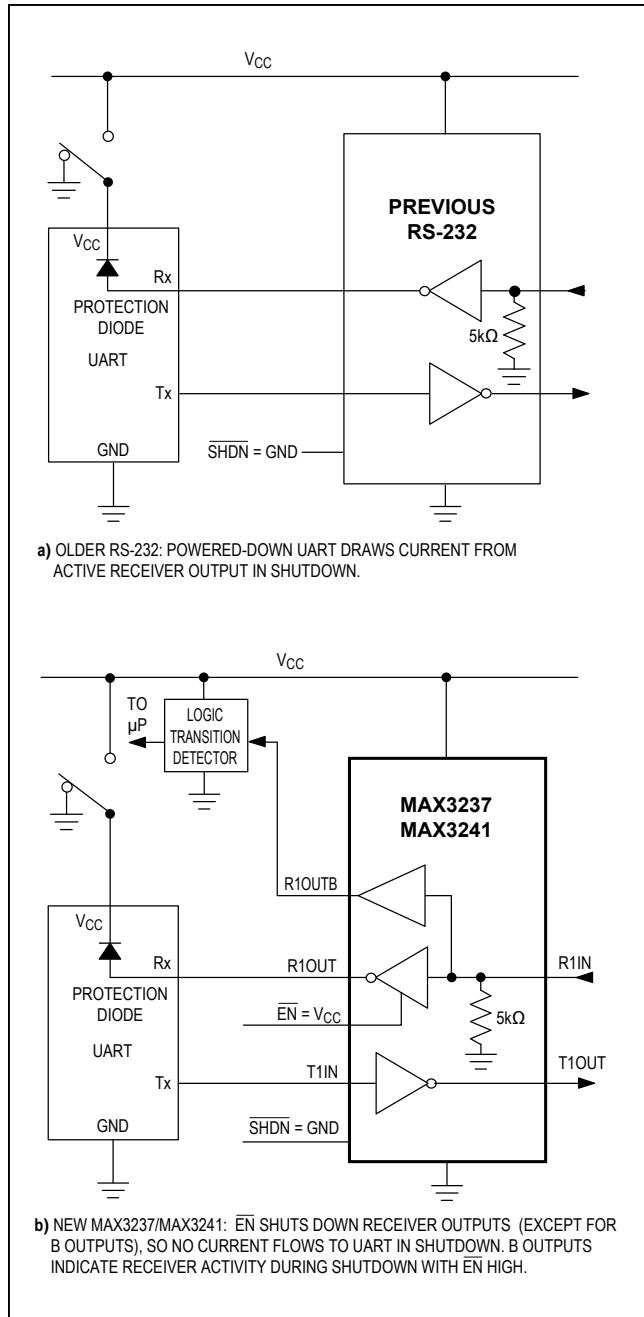 VCC
PREVIOUS
RS-232
VCC
Rx
PROTECTION
DIODE
5kΩ
UART
Tx
GND
SHDN = GND
a) OLDER RS-232: POWERED-DOWN UART DRAWS CURRENT FROM
ACTIVE RECEIVER OUTPUT IN SHUTDOWN.
VCC
TO
µP
LOGIC
TRANSITION
DETECTOR
MAX3237
MAX3241
R1OUTB
VCC
Rx
R1OUT
R1IN
PROTECTION
DIODE
EN = VCC
5kΩ
UART
Tx
T1IN
T1OUT
GND
SHDN = GND
b) NEW MAX3237/MAX3241: EN SHUTS DOWN RECEIVER OUTPUTS (EXCEPT FOR
B OUTPUTS), SO NO CURRENT FLOWS TO UART IN SHUTDOWN. B OUTPUTS
INDICATE RECEIVER ACTIVITY DURING SHUTDOWN WITH EN HIGH.